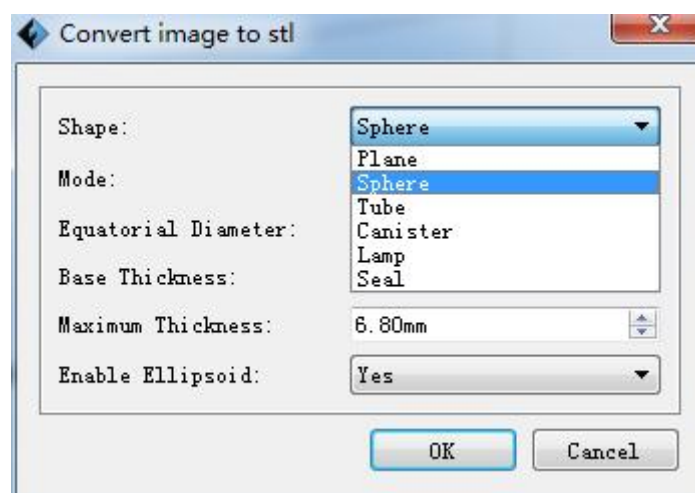 Convert image to stl
Shape: Sphere
Plane
Mode:
Sphere
Tube
Equatorial Diameter:
Canister
Lamp
Base Thickness:
Seal
Maximum Thickness: 6.80mm
Enable Ellipsoid: Yes
OK Cancel